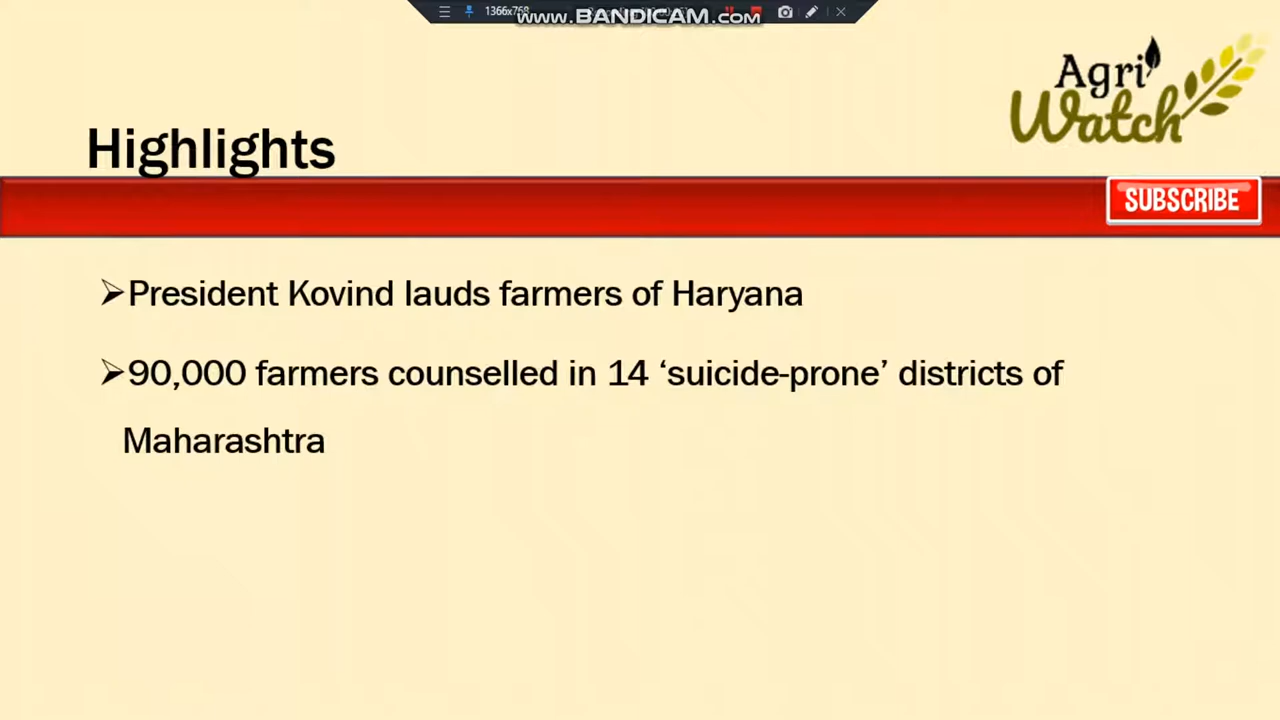 1366x768
www.BANDICAM.com
Agri
Watch
Highlights
SUBSCRIBE
➢President Kovind lauds farmers of Haryana
➢90,000 farmers counselled in 14 ‘suicide-prone’ districts of
Maharashtra